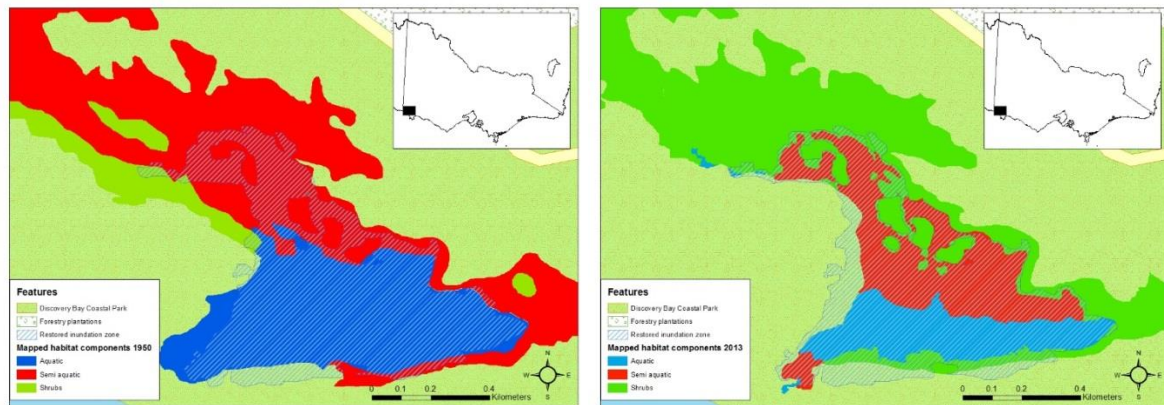 Features
Discovery Bay Coastal Park
Forestry plantations
Restored inundation zone
Mapped habitat components 1950
Aquatic
Semi aquatic
Shrubs
0 0.1 0.2 0.4
Kilometers
N
W E
S
Features
Discovery Bay Coastal Park
Forestry plantations
Restored inundation zone
Mapped habitat components 2013
Aquatic
Semi aquatic
Shrubs
0 0.1 0.2 0.4
Kilometers
N
W E
S